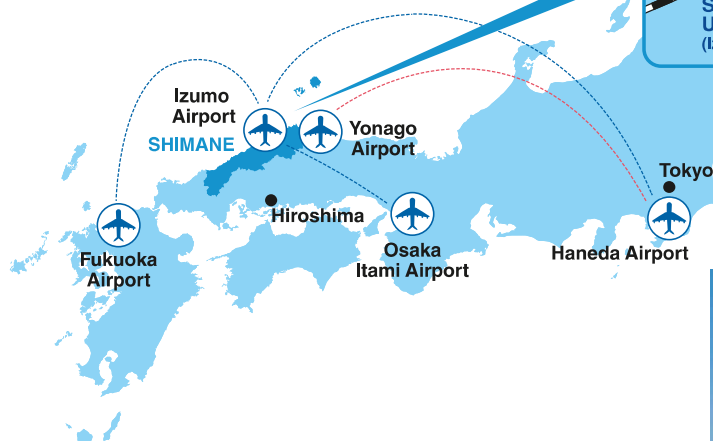 S
U
(I
Izumo
Airport
SHIMANE
Yonago
Airport
Tokyo
Hiroshima
Fukuoka
Airport
Osaka
Itami Airport
Haneda Airport